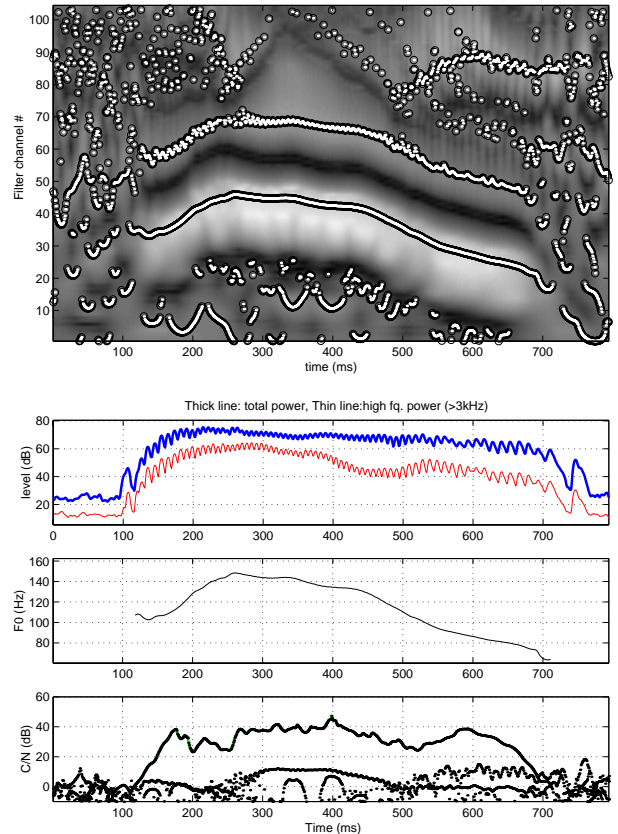 100
90
80
70
60
50
40
30
20
10
Filter channel #
100 200 300 400 500 600 700
time (ms)
Thick line: total power, Thin line:high fq. power (>3kHz)
80
60
40
20
level (dB)
0 100 200 300 400 500 600 700
160
140
120
100
80
F0 (Hz)
100 200 300 400 500 600 700
60
40
20
0
C/N (dB)
100 200 300 400 500 600 700
Time (ms)